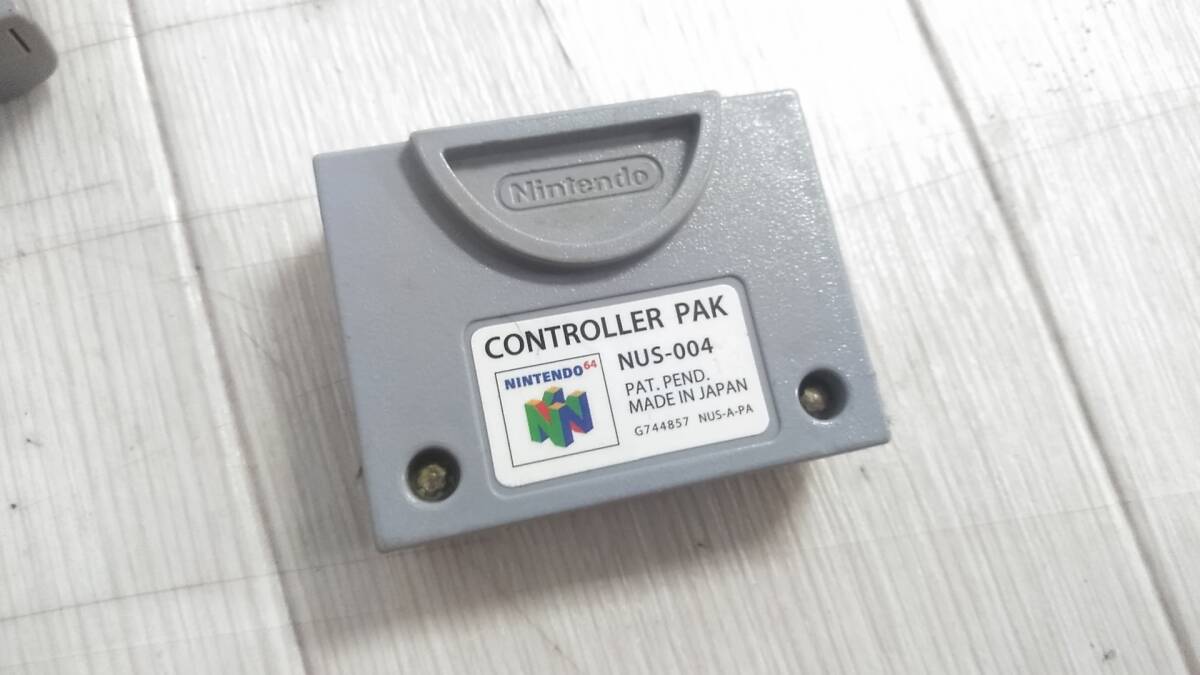 Nintendo
CONTROLLER PAK
NINTENDO64
NUS-004
PAT. PEND.
MADE IN JAPAN
G744857 NUS-A-PA